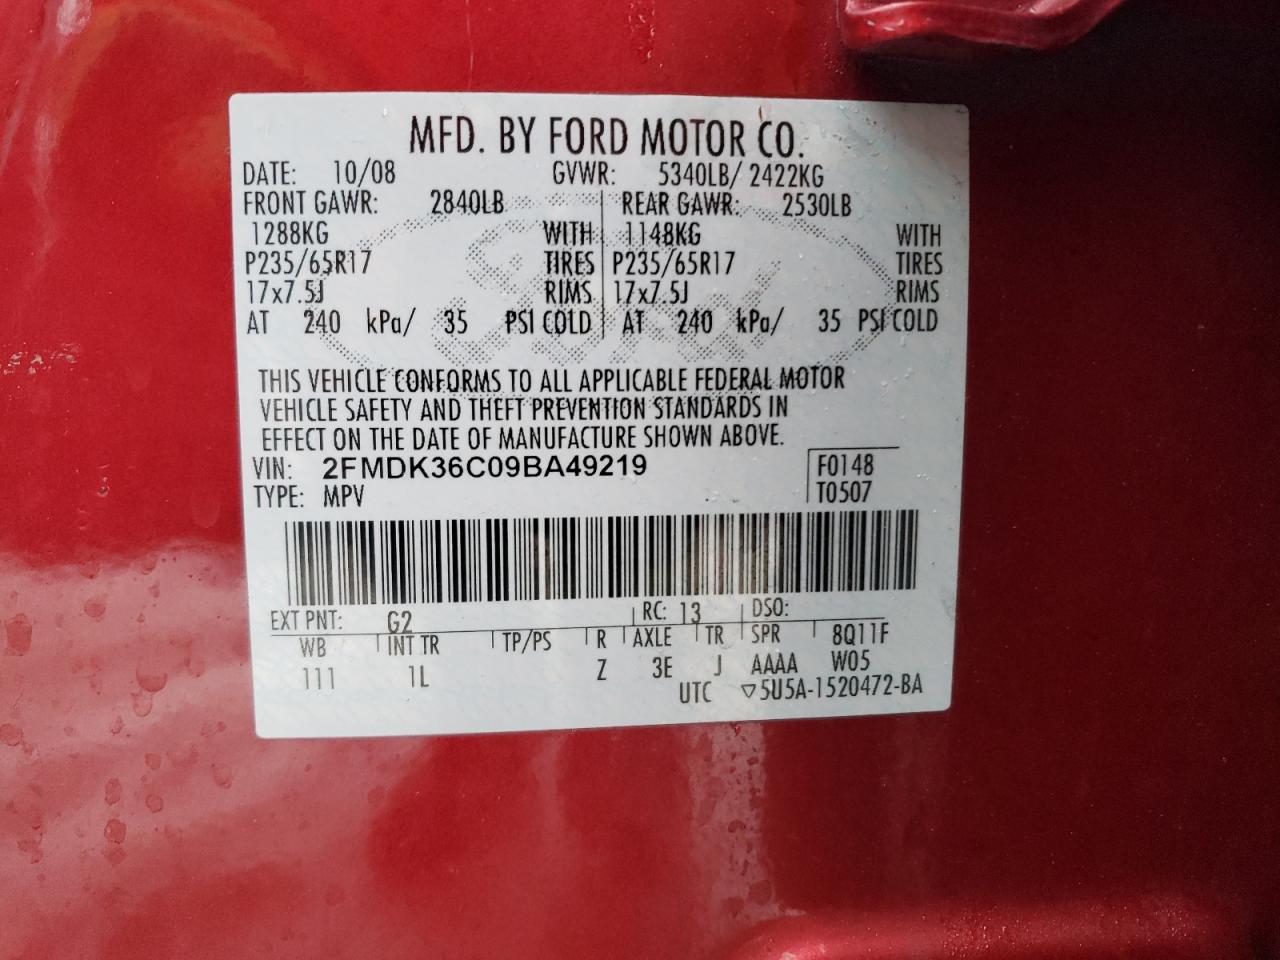 MFD. BY FORD MOTOR CO.
DATE: 10/08 GVWR: 5340LB/ 2422KG
FRONT GAWR: 2840LB REAR GAWR: 2530LB
1288KG WITH 1148KG WITH
P235/65R17 TIRES P235/65R17 TIRES
17x7.5J RIMS 17x7.5J RIMS
AT 240 kPa/ 35 PSI COLD AT 240 kPa/ 35 PSI COLD
THIS VEHICLE CONFORMS TO ALL APPLICABLE FEDERAL MOTOR
VEHICLE SAFETY AND THEFT PREVENTION STANDARDS IN
EFFECT ON THE DATE OF MANUFACTURE SHOWN ABOVE.
VIN: 2FMDK36C09BA49219 F0148
TYPE: MPV T0507
EXT PNT: G2 RC: 13 DSO:
WB INT TR TP/PS R AXLE TR SPR 8Q11F
111 1L Z 3E J AAAA W05
UTC ▽5U5A-1520472-BA
Ford